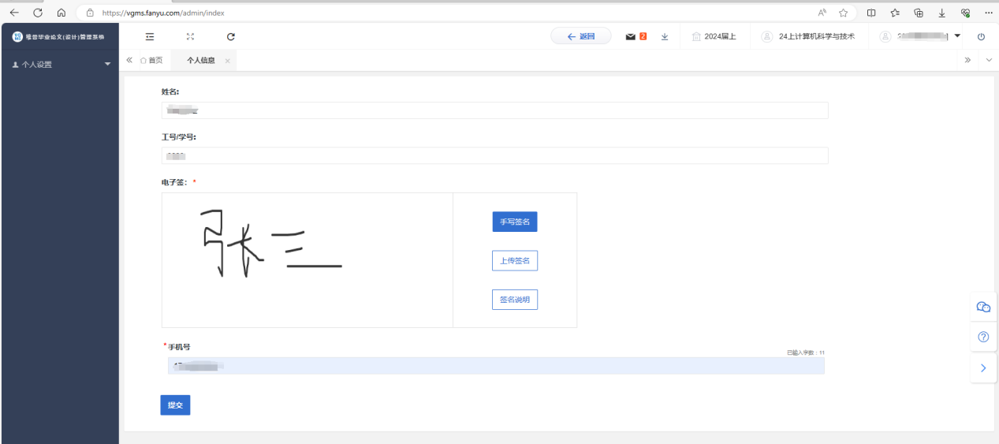 https://vgms.fanyu.com/admin/index
维普毕业论文(设计)管理系统
返回
2
2024届上
24上计算机科学与技术
个人设置
首页
个人信息
姓名:
工号/学号:
电子签: *
张三
手写签名
上传签名
签名说明
*手机号
已输入字数:11
提交